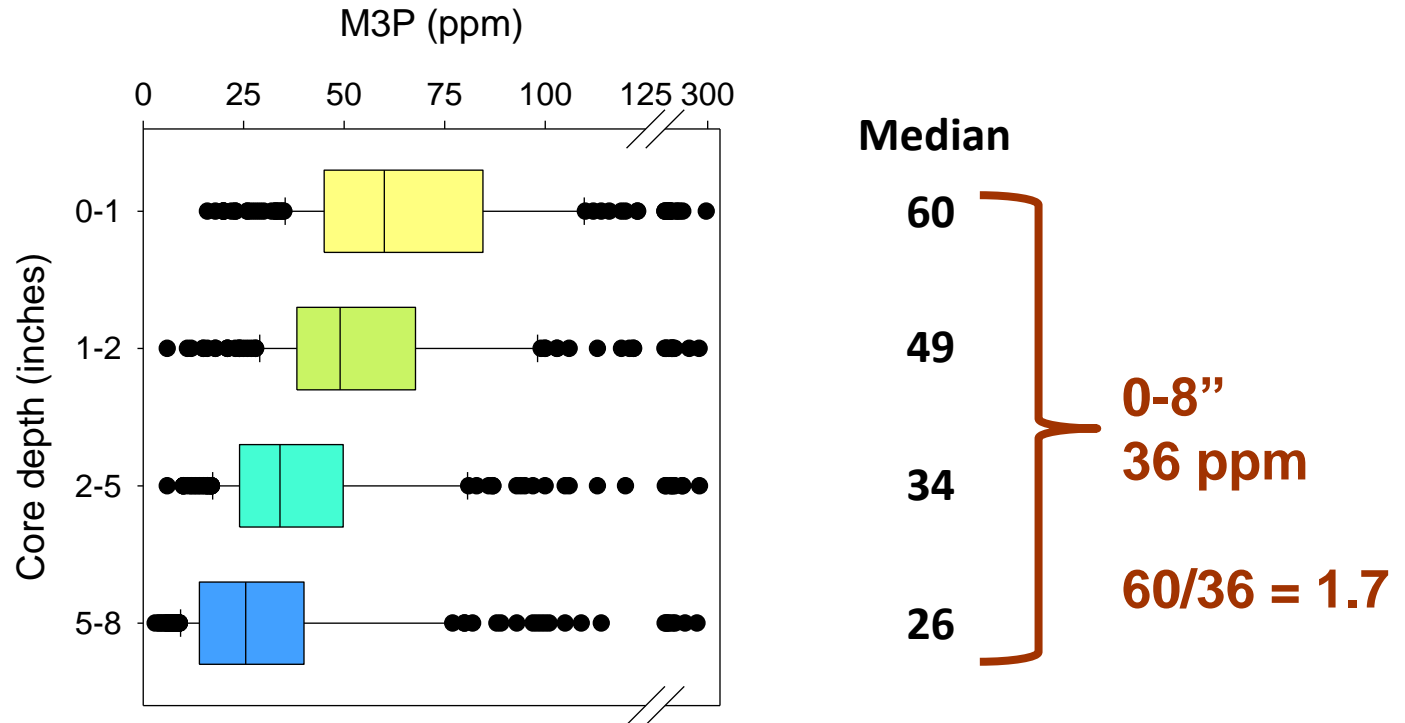 M3P (ppm)
0 25 50 75 100 125 300
Median
0-1
60
1-2
49
2-5
34
5-8
26
Core depth (inches)
0-8”
36 ppm
60/36 = 1.7